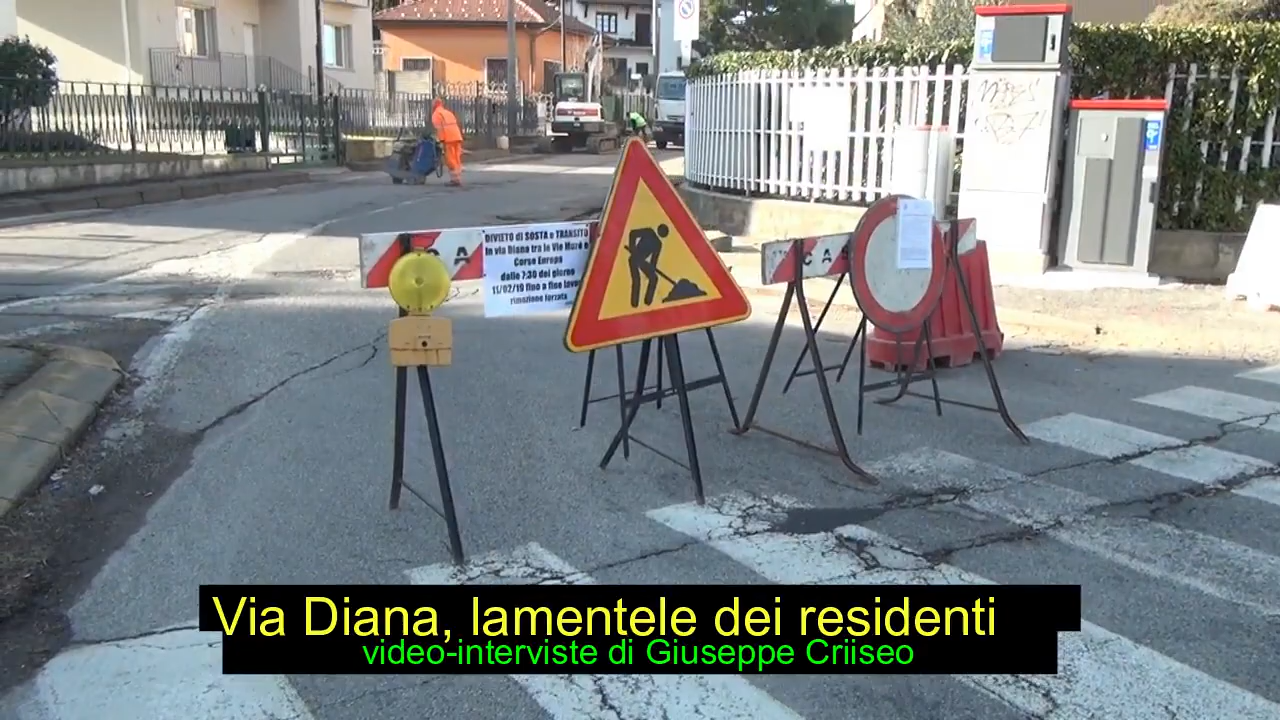 DIVIETO di SOSTA e TRANSITO
in via Diana tra le Vie Murè e
Corso Europa
dalle 7:30 del giorno
11/02/19 fino a fine lavori
rimozione forzata
Via Diana, lamentele dei residenti
video-interviste di Giuseppe Criiseo